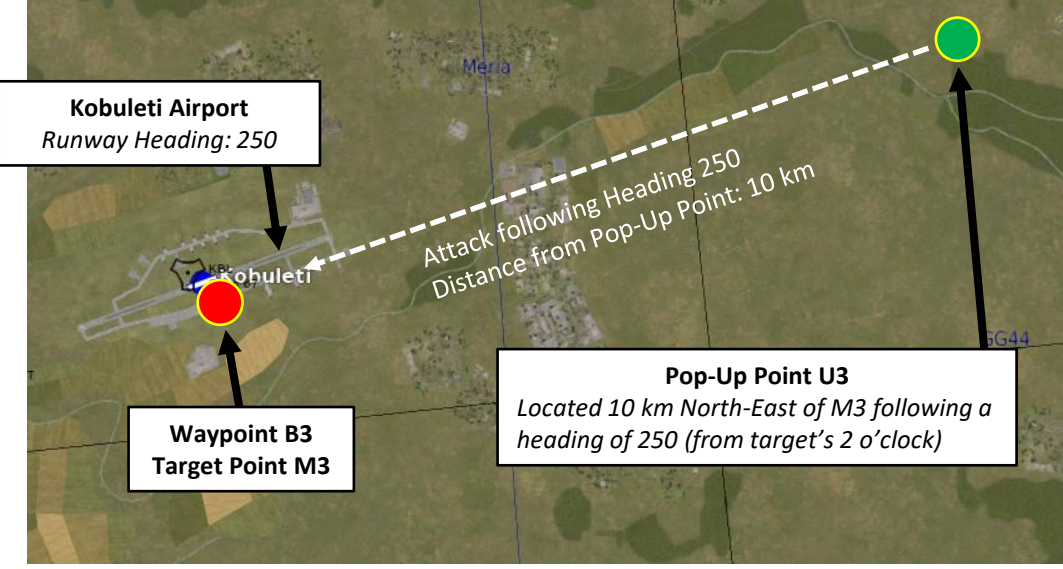 Meria
Kobuleti Airport
Runway Heading: 250
Attack following Heading 250
Distance from Pop-Up Point: 10 km
Kobuleti
GG44
Pop-Up Point U3
Located 10 km North-East of M3 following a
heading of 250 (from target's 2 o'clock)
Waypoint B3
Target Point M3